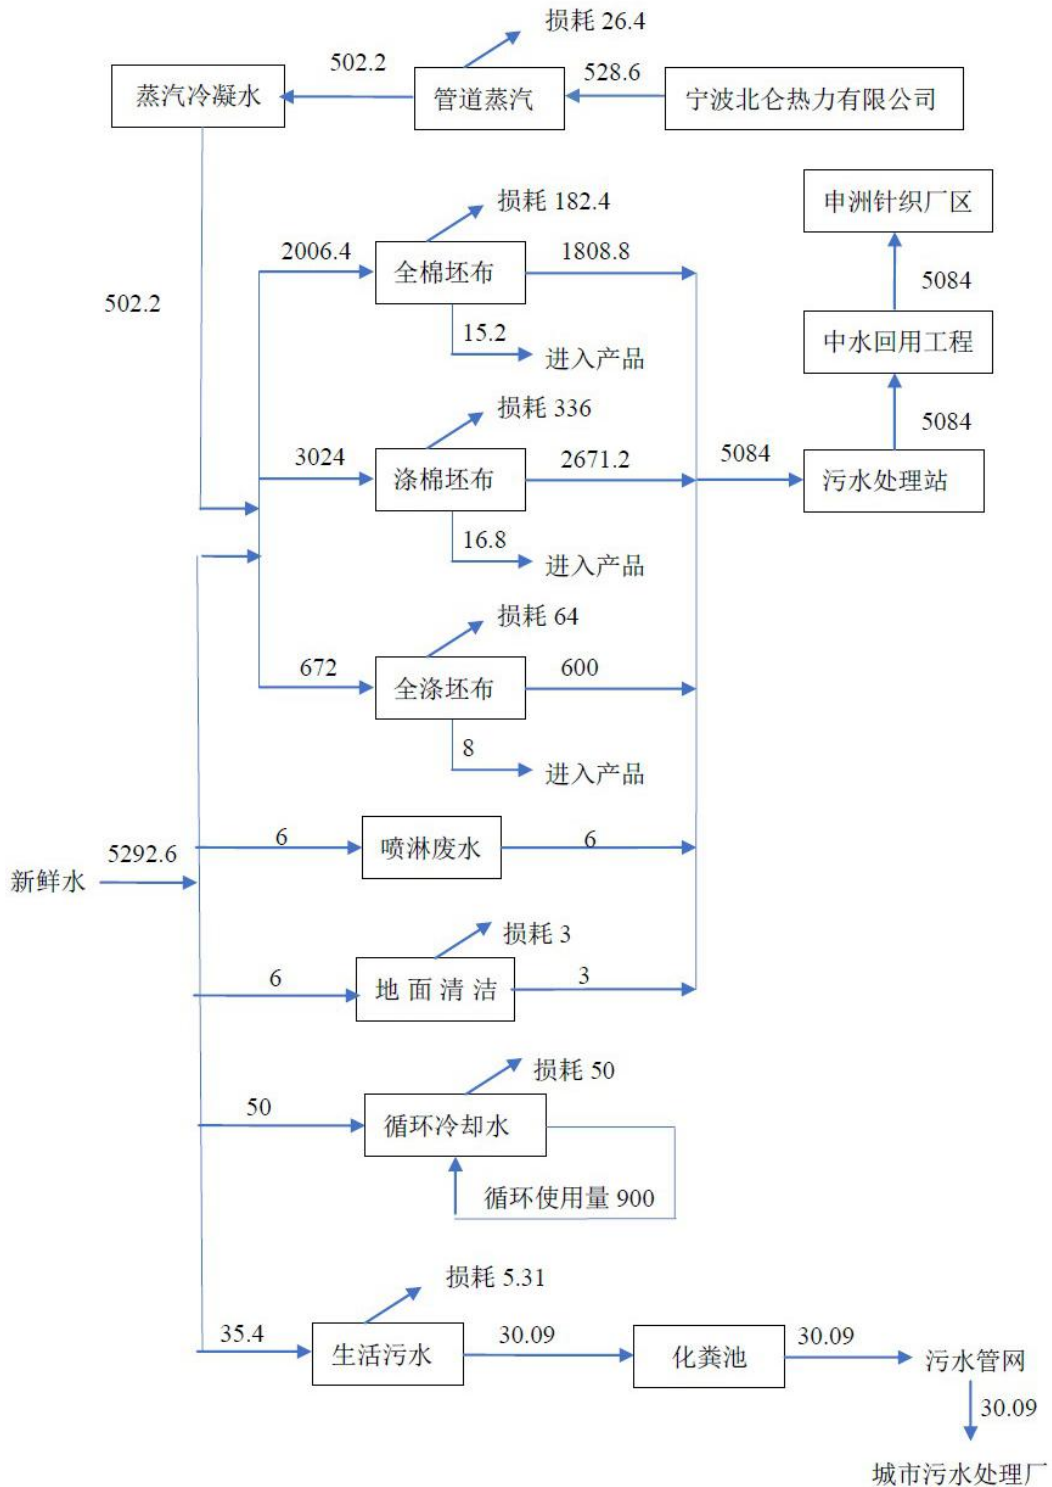 损耗 26.4
502.2
528.6
蒸汽冷凝水
管道蒸汽
宁波北仑热力有限公司
损耗 182.4
申洲针织厂区
2006.4
全棉坯布
1808.8
5084
502.2
15.2
进入产品
中水回用工程
损耗 336
5084
3024
涤棉坯布
2671.2
5084
污水处理站
16.8
进入产品
损耗 64
672
全涤坯布
600
8
进入产品
6
喷淋废水
6
新鲜水
5292.6
损耗 3
6
地 面 清 洁
3
损耗 50
50
循环冷却水
循环使用量 900
损耗 5.31
35.4
生活污水
30.09
化粪池
30.09
污水管网
30.09
城市污水处理厂